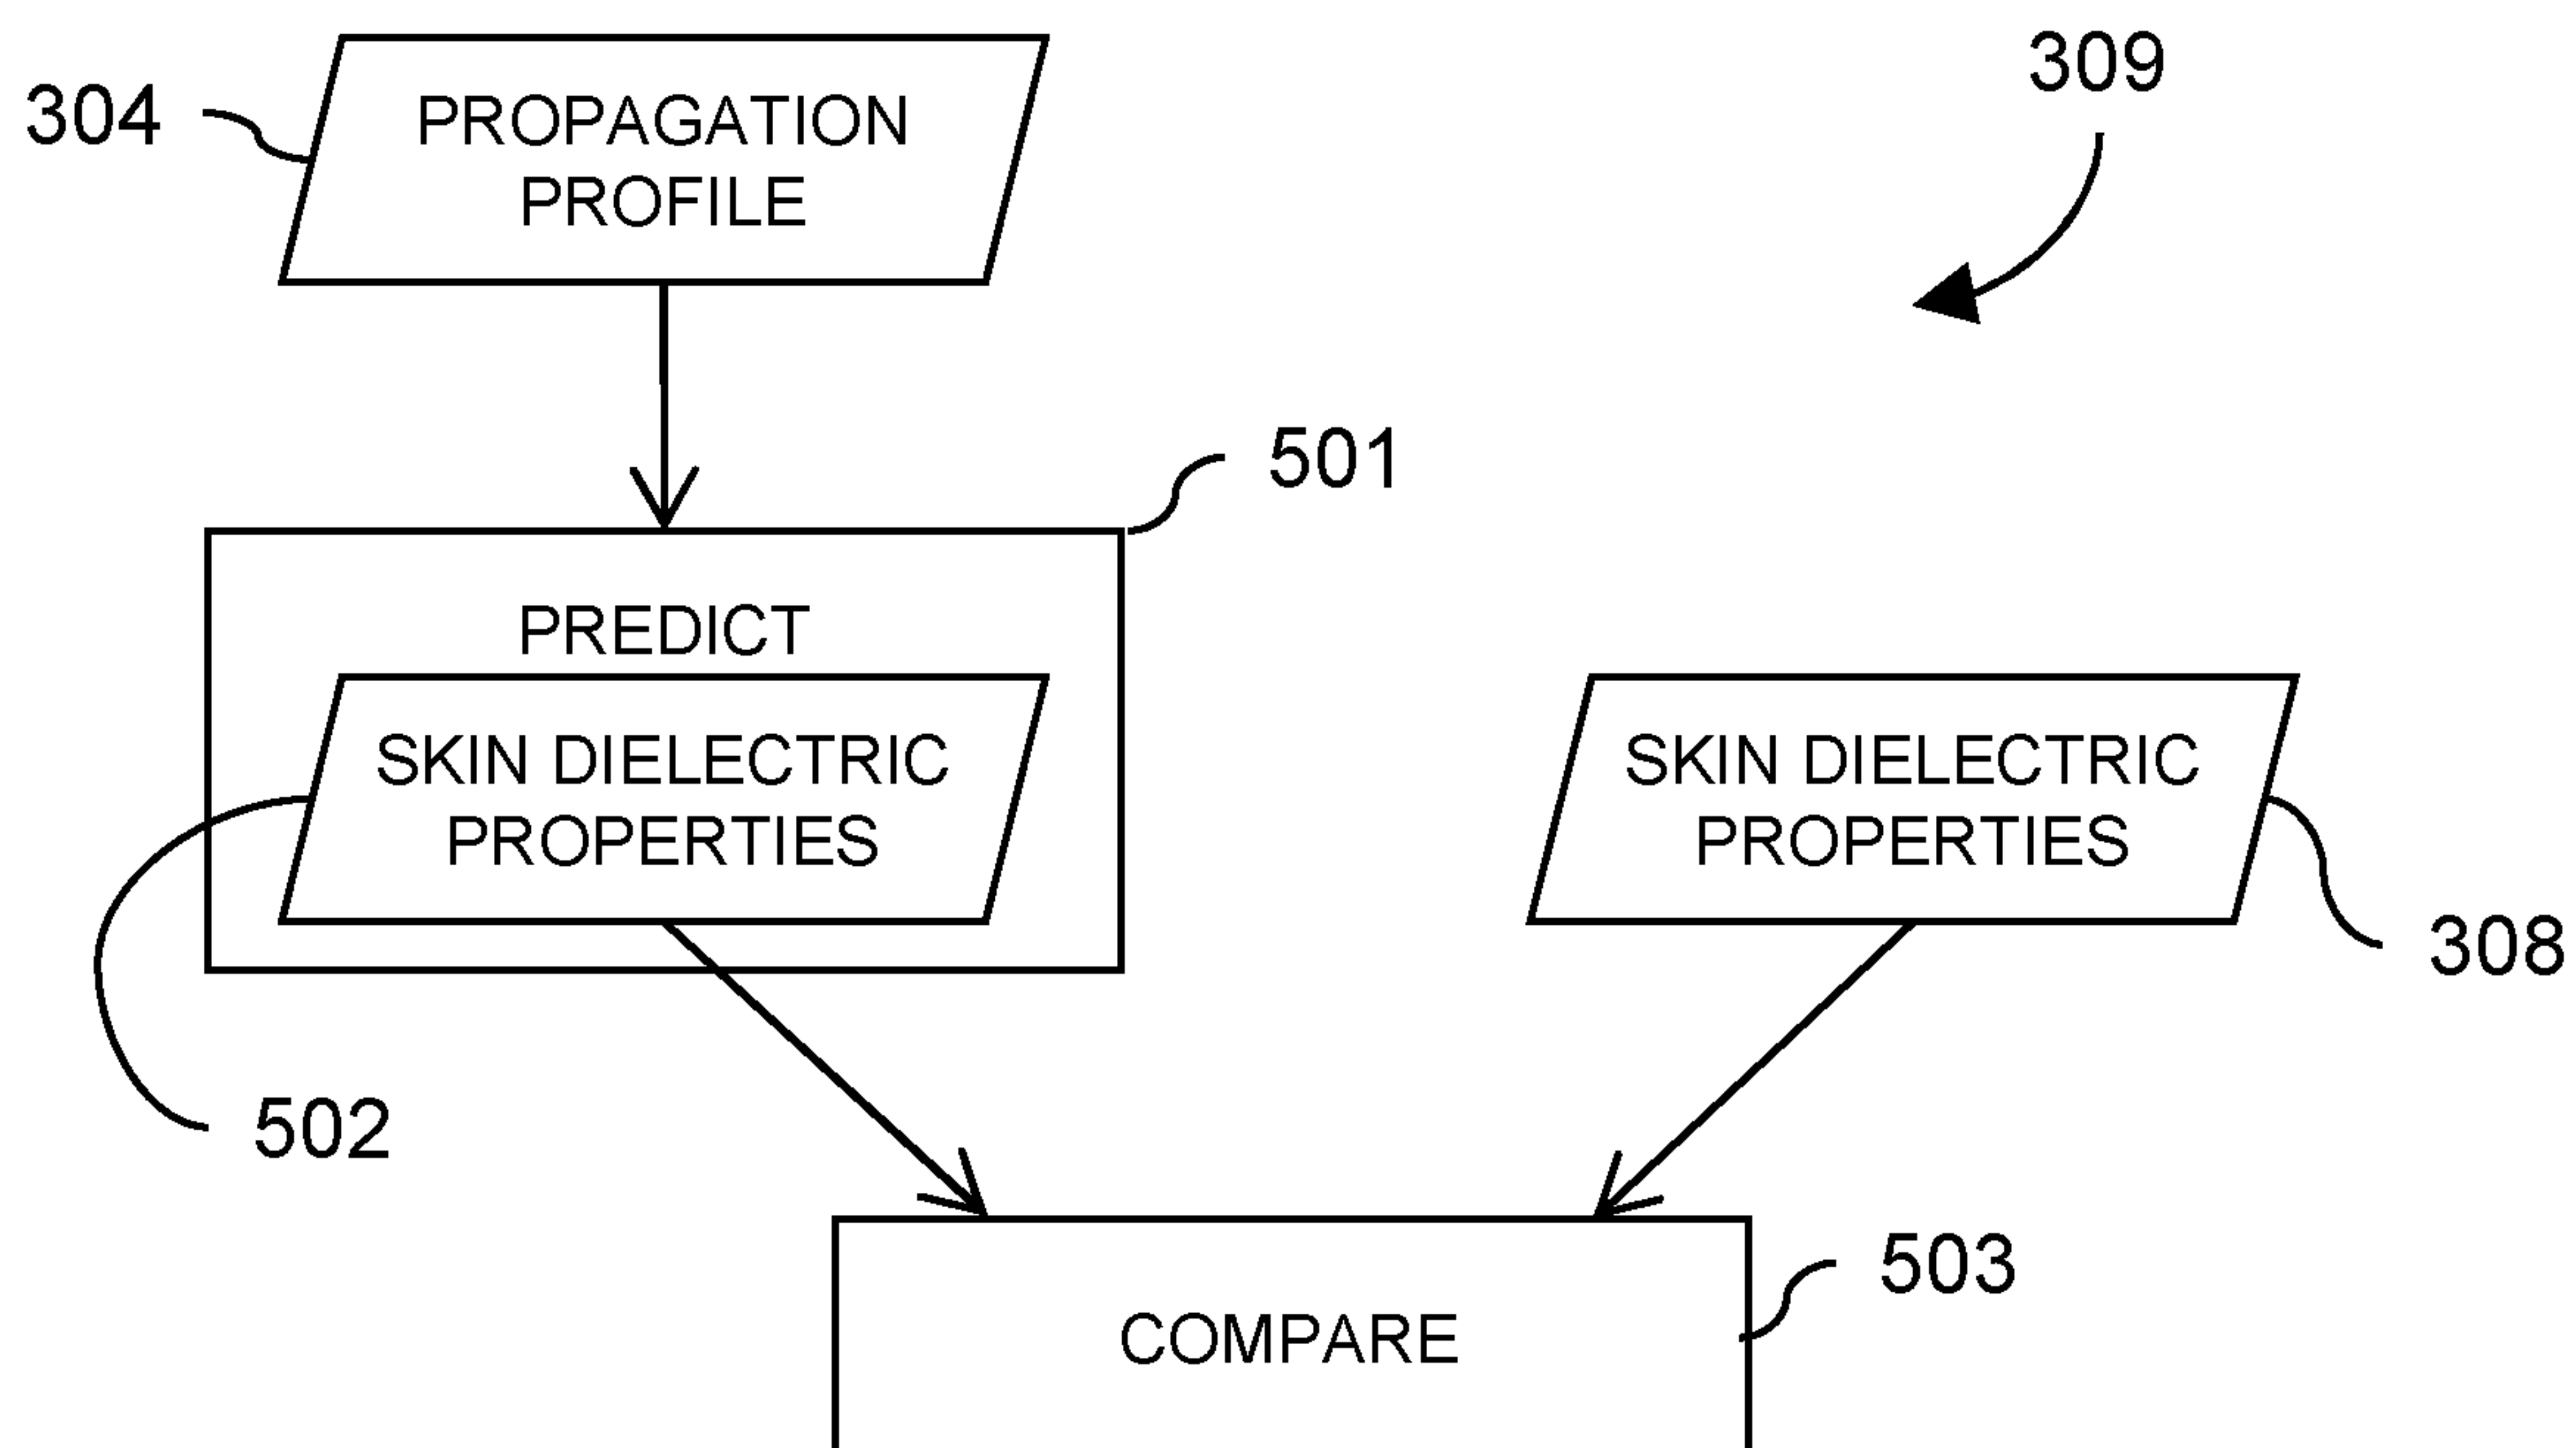 304
PROPAGATION
PROFILE
309
501
PREDICT
SKIN DIELECTRIC
PROPERTIES
SKIN DIELECTRIC
PROPERTIES
308
502
503
COMPARE